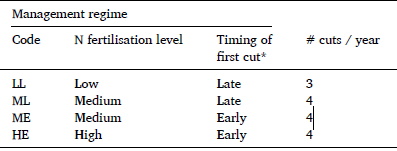 Management regime
Code N fertilisation level Timing of first cut* # cuts / year
LL Low Late 3
ML Medium Late 4
ME Medium Early 4
HE High Early 4